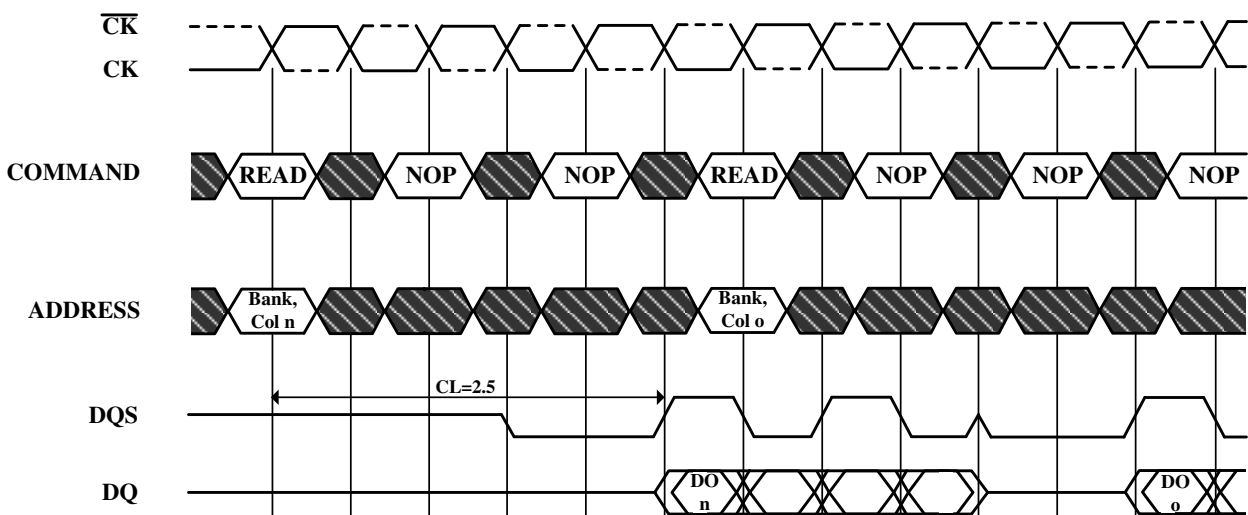 C̅K̅
CK
COMMAND READ NOP NOP READ NOP NOP NOP
ADDRESS Bank, Col n Bank, Col o
CL=2.5
DQS
DQ DO n DO o